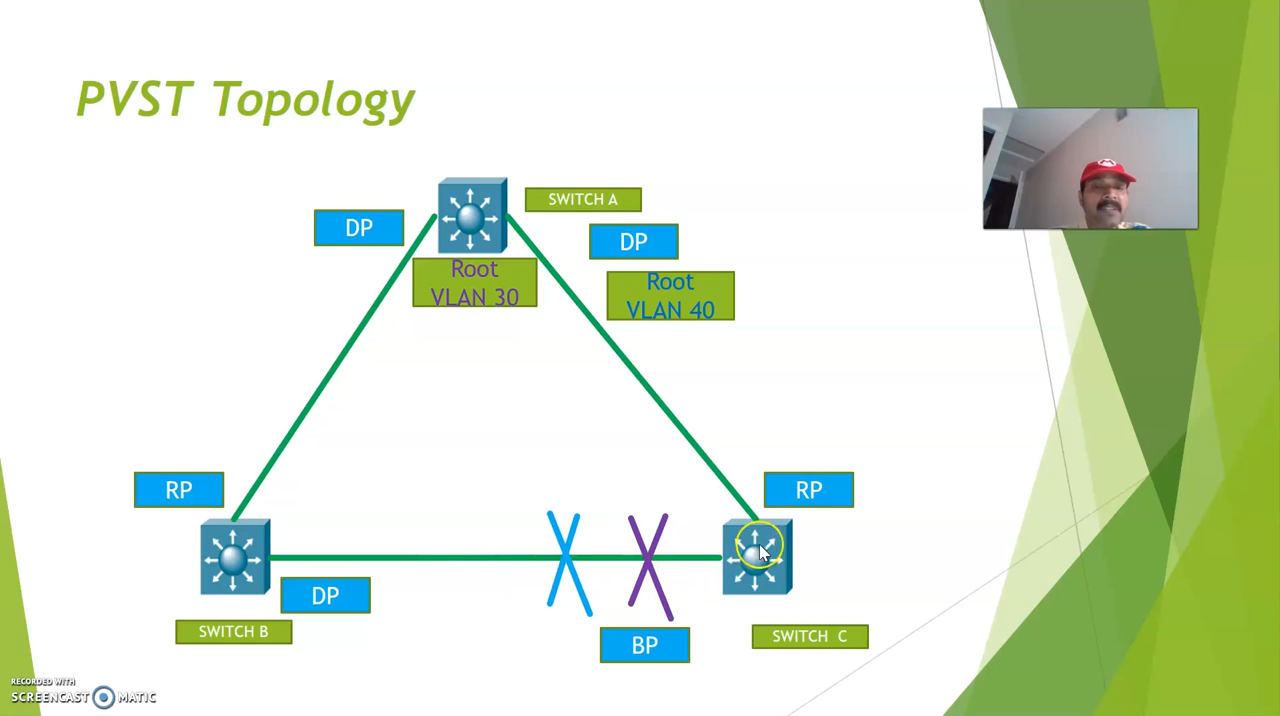 PVST Topology
SWITCH A
DP
DP
Root
VLAN 30
Root
VLAN 40
RP
RP
DP
SWITCH B
SWITCH C
BP
RECORDED WITH
SCREENCAST MATIC
M